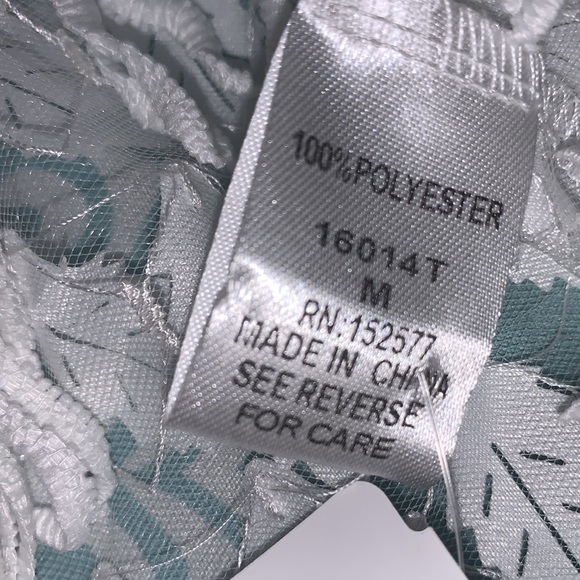 100%POLYESTER
16014T
M
RN:152577
MADE IN CHINA
SEE REVERSE
FOR CARE